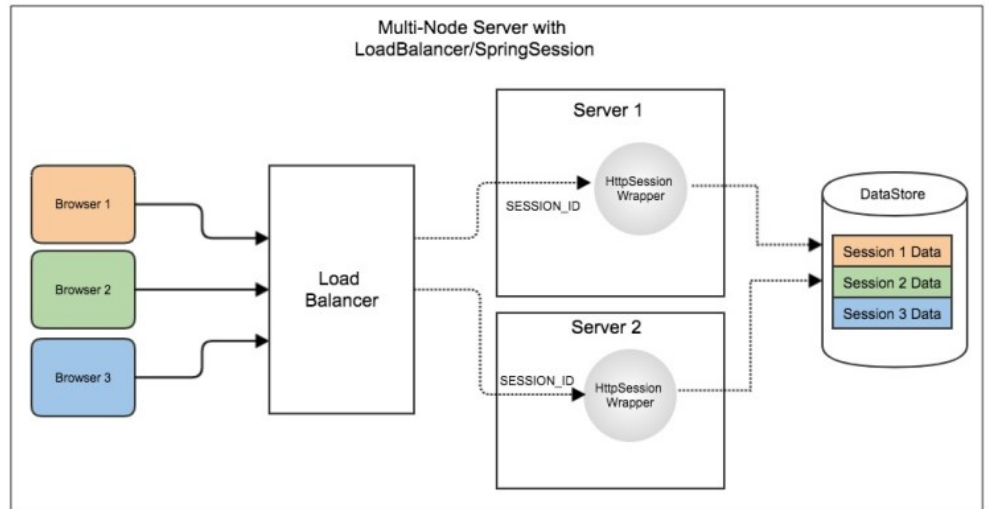 Multi-Node Server with
LoadBalancer/SpringSession
Browser 1
Browser 2
Browser 3
Load
Balancer
Server 1
SESSION_ID
HttpSession
Wrapper
Server 2
SESSION_ID
HttpSession
Wrapper
DataStore
Session 1 Data
Session 2 Data
Session 3 Data